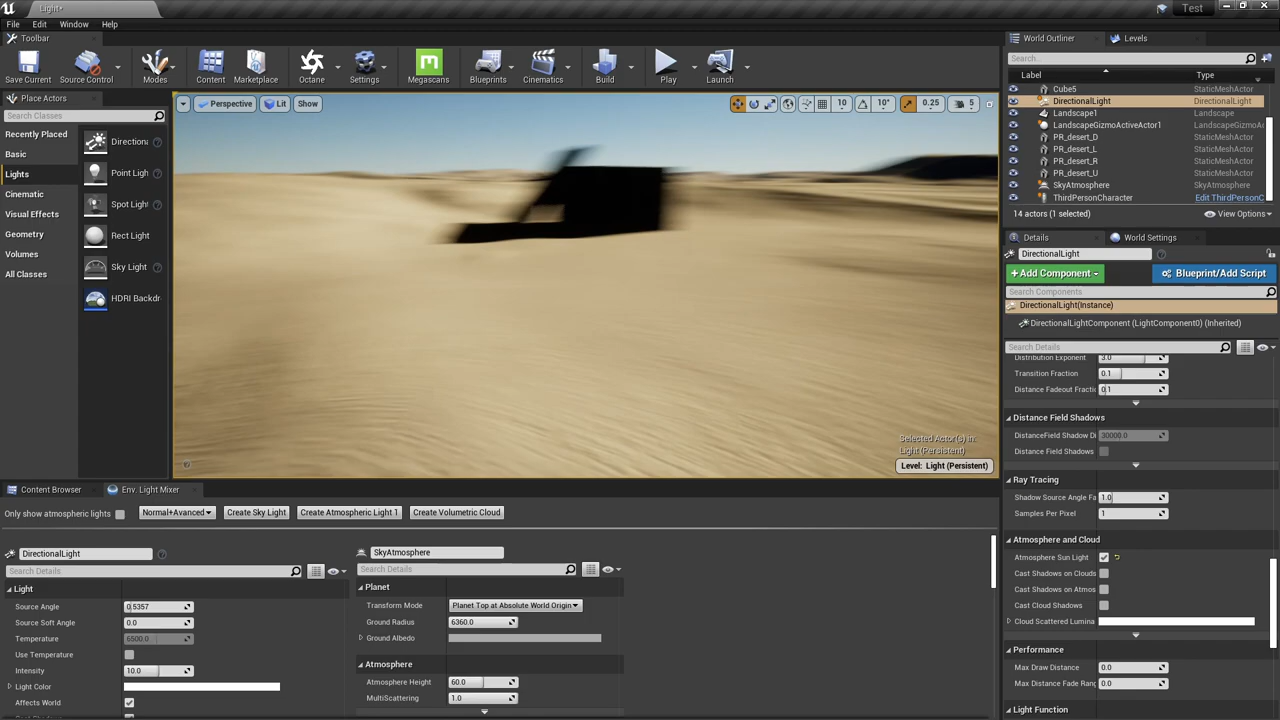 Light*
Test
File Edit Window Help
Toolbar
World Outliner Levels
Save Current Source Control Modes Content Marketplace Octane Settings Megascans Blueprints Cinematics Build Play Launch
Search...
Label Type
Cube5 StaticMeshActor
DirectionalLight DirectionalLight
Landscape1 Landscape
LandscapeGizmoActiveActor1 LandscapeGizmoA
PR_desert_D StaticMeshActor
PR_desert_L StaticMeshActor
PR_desert_R StaticMeshActor
PR_desert_U StaticMeshActor
SkyAtmosphere SkyAtmosphere
ThirdPersonCharacter Edit ThirdPersonC
14 actors (1 selected) View Options
Place Actors
Search Classes
Recently Placed
Basic
Lights
Cinematic
Visual Effects
Geometry
Volumes
All Classes
Directiona
Point Ligh
Spot Ligh
Rect Light
Sky Light
HDRI Backdr
Perspective Lit Show
10 10° 0.25 5
Selected Actor(s) in:
Light (Persistent)
Level: Light (Persistent)
Details World Settings
DirectionalLight
+Add Component Blueprint/Add Script
Search Components
DirectionalLight(Instance)
DirectionalLightComponent (LightComponent0) (Inherited)
Search Details
Distribution Exponent 3.0
Transition Fraction 0.1
Distance Fadeout Fractic 0.1
Distance Field Shadows
DistanceField Shadow Di 30000.0
Distance Field Shadows
Ray Tracing
Shadow Source Angle Fa 1.0
Samples Per Pixel 1
Atmosphere and Cloud
Atmosphere Sun Light
Cast Shadows on Clouds
Cast Shadows on Atmos
Cast Cloud Shadows
Cloud Scattered Lumina
Performance
Max Draw Distance 0.0
Max Distance Fade Rang 0.0
Light Function
Content Browser Env. Light Mixer
Only show atmospheric lights Normal+Avanced Create Sky Light Create Atmospheric Light 1 Create Volumetric Cloud
DirectionalLight
Search Details
Light
Source Angle 0.5357
Source Soft Angle 0.0
Temperature 6500.0
Use Temperature
Intensity 10.0
Light Color
Affects World
SkyAtmosphere
Search Details
Planet
Transform Mode Planet Top at Absolute World Origin
Ground Radius 6360.0
Ground Albedo
Atmosphere
Atmosphere Height 60.0
MultiScattering 1.0